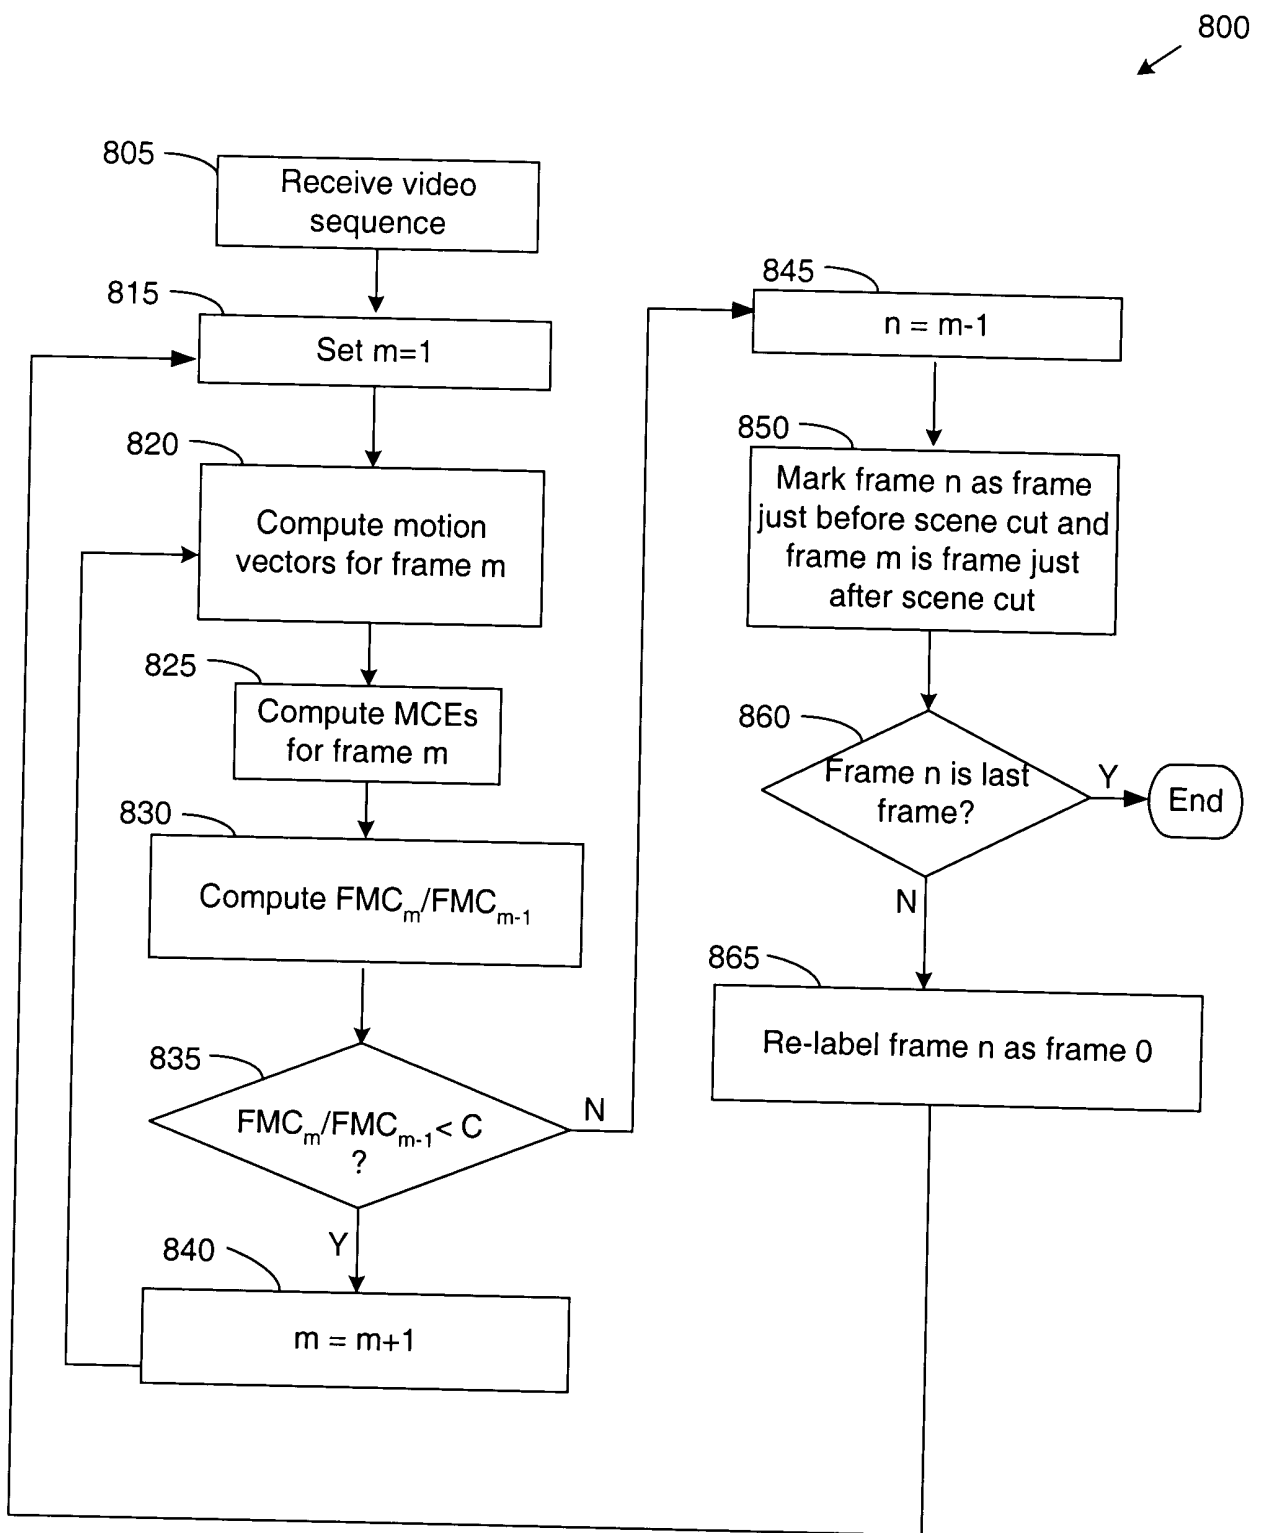 800
805
Receive video
sequence
815
Set m=1
820
Compute motion
vectors for frame m
825
Compute MCEs
for frame m
830
Compute FMCm/FMCm-1
835
FMCm/FMCm-1< C
?
N
Y
840
m = m+1
845
n = m-1
850
Mark frame n as frame
just before scene cut and
frame m is frame just
after scene cut
860
Frame n is last
frame?
Y
End
N
865
Re-label frame n as frame 0